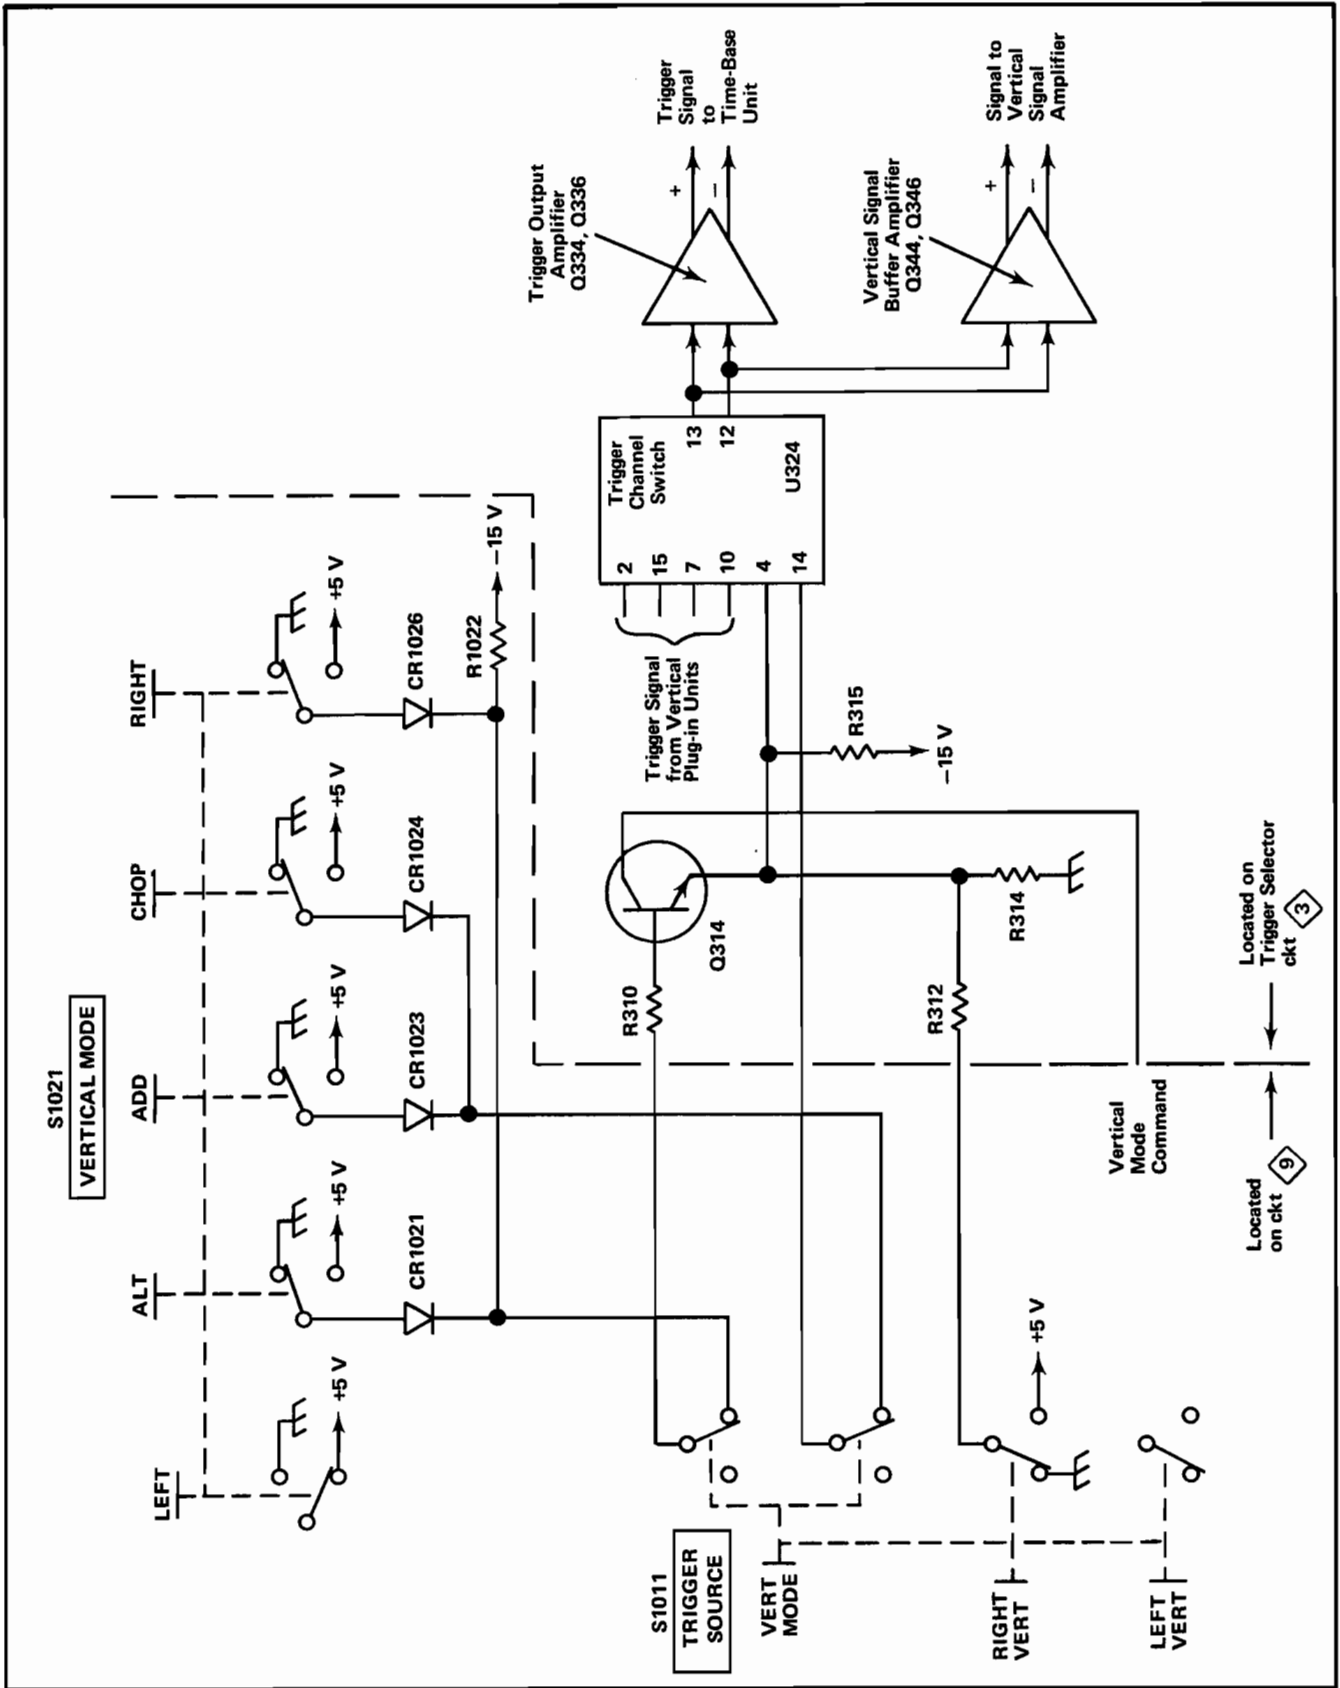 S1021
VERTICAL MODE
LEFT
ALT
ADD
CHOP
RIGHT
+5 V
+5 V
+5 V
+5 V
+5 V
CR1021
CR1023
CR1024
CR1026
R1022
−15 V
S1011
TRIGGER
SOURCE
VERT
MODE
RIGHT
VERT
LEFT
VERT
+5 V
R310
Q314
R312
R314
R315
−15 V
Trigger Signal
from Vertical
Plug-in Units
2
15
7
10
4
14
Trigger
Channel
Switch
13
12
U324
Trigger Output
Amplifier
Q334, Q336
+
−
Trigger
Signal
to
Time-Base
Unit
Vertical Signal
Buffer Amplifier
Q344, Q346
+
−
Signal to
Vertical
Signal
Amplifier
Vertical
Mode
Command
Located
on ckt 9
Located on
Trigger Selector
ckt 3